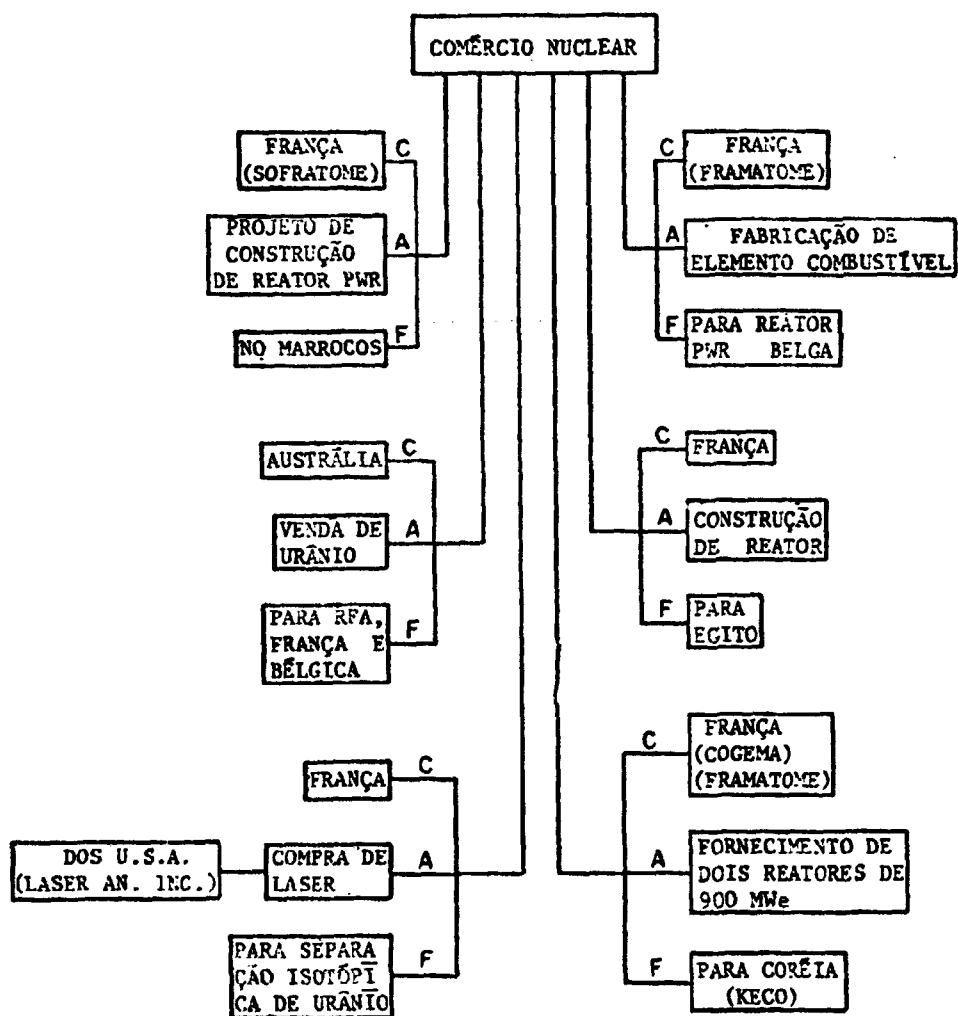 COMÉRCIO NUCLEAR
FRANÇA
(SOFRATOME)
C
PROJETO DE
CONSTRUÇÃO
DE REATOR PWR
A
NO MARROCOS
F
C
FRANÇA
(FRAMATOME)
A
FABRICAÇÃO DE
ELEMENTO COMBUSTÍVEL
F
PARA REATOR
PWR BELGA
AUSTRÁLIA
C
VENDA DE
URÂNIO
A
PARA RFA,
FRANÇA E
BÉLGICA
F
C
FRANÇA
A
CONSTRUÇÃO
DE REATOR
F
PARA
EGITO
FRANÇA
C
DOS U.S.A.
(LASER AN. INC.)
COMPRA DE
LASER
A
PARA SEPARA
ÇÃO ISOTÓPI
CA DE URÂNIO
F
C
FRANÇA
(COGEMA)
(FRAMATOME)
A
FORNECIMENTO DE
DOIS REATORES DE
900 MWe
F
PARA CORÉIA
(KECO)